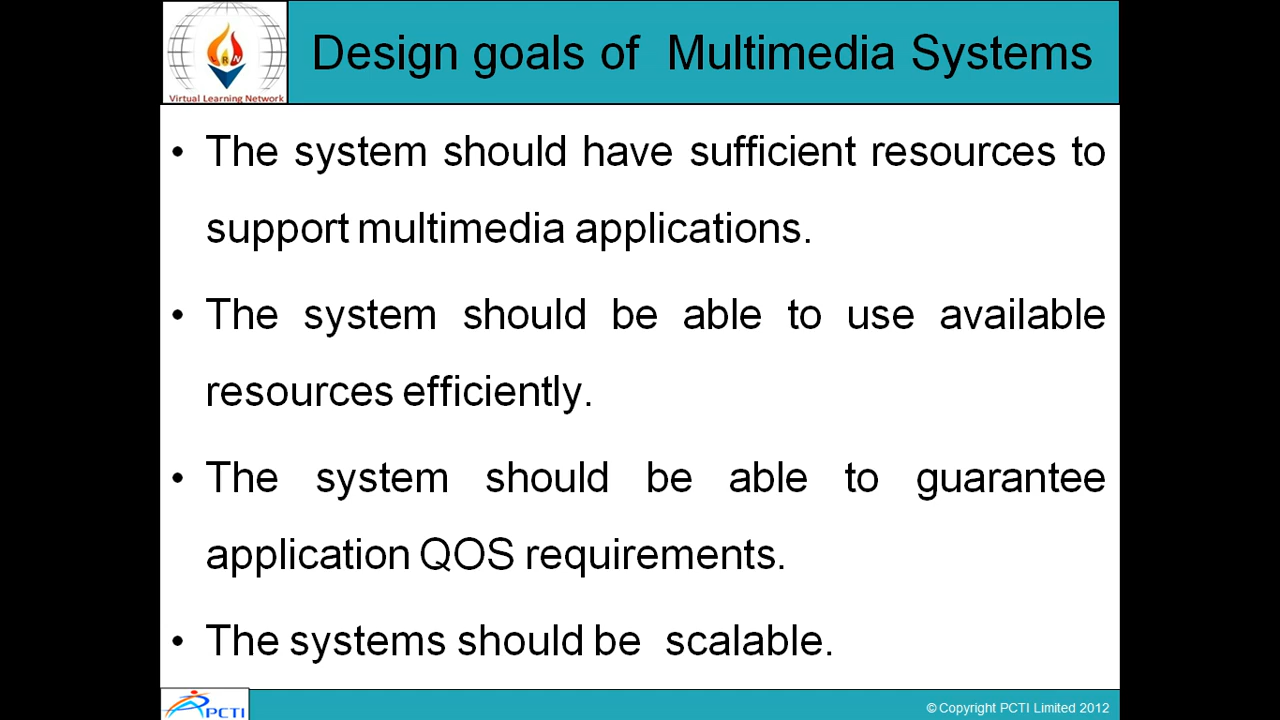 Design goals of Multimedia Systems
Virtual Learning Network
• The system should have sufficient resources to
support multimedia applications.
• The system should be able to use available
resources efficiently.
• The system should be able to guarantee
application QOS requirements.
• The systems should be scalable.
PCTI
© Copyright PCTI Limited 2012